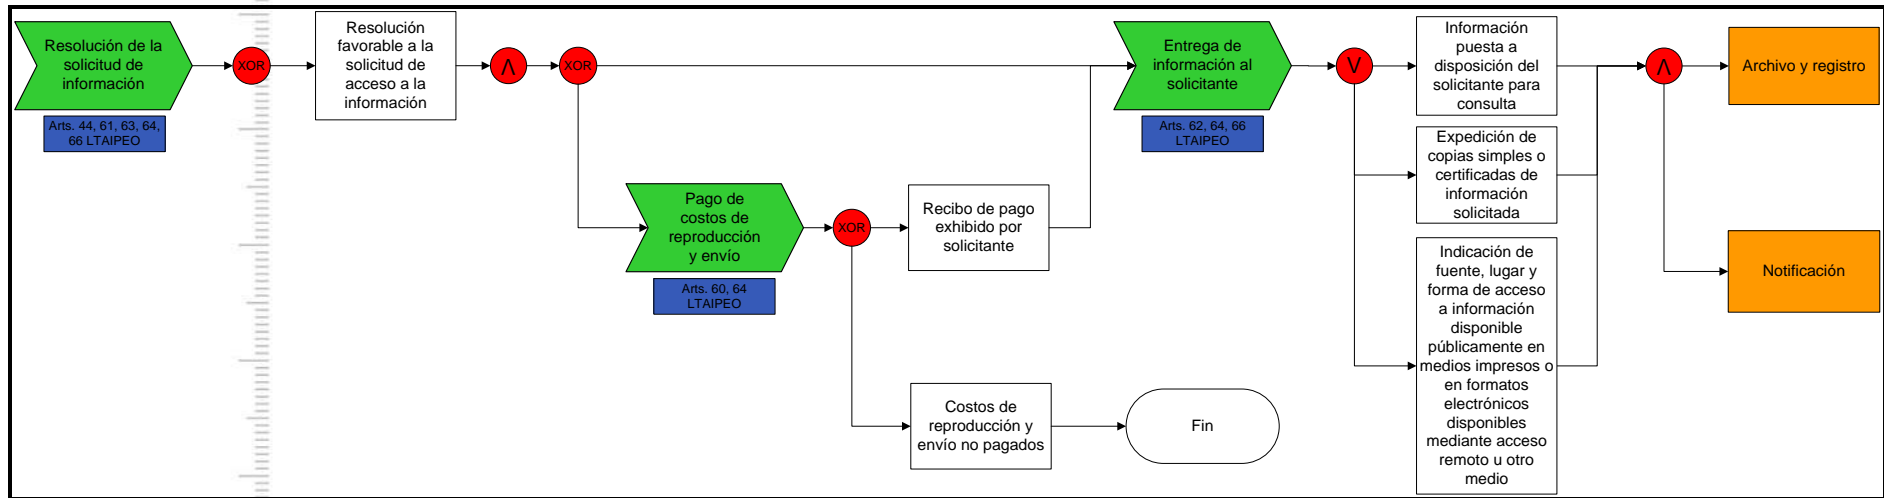 Resolución de la
solicitud de
información
Arts. 44, 61, 63, 64,
66 LTAIPEO
XOR
Resolución
favorable a la
solicitud de
acceso a la
información
Λ
XOR
Pago de
costos de
reproducción
y envío
Arts. 60, 64
LTAIPEO
XOR
Recibo de pago
exhibido por
solicitante
Costos de
reproducción y
envío no pagados
Fin
Entrega de
información al
solicitante
Arts. 62, 64, 66
LTAIPEO
V
Información
puesta a
disposición del
solicitante para
consulta
Expedición de
copias simples o
certificadas de
información
solicitada
Indicación de
fuente, lugar y
forma de acceso
a información
disponible
públicamente en
medios impresos o
en formatos
electrónicos
disponibles
mediante acceso
remoto u otro
medio
Λ
Archivo y registro
Notificación